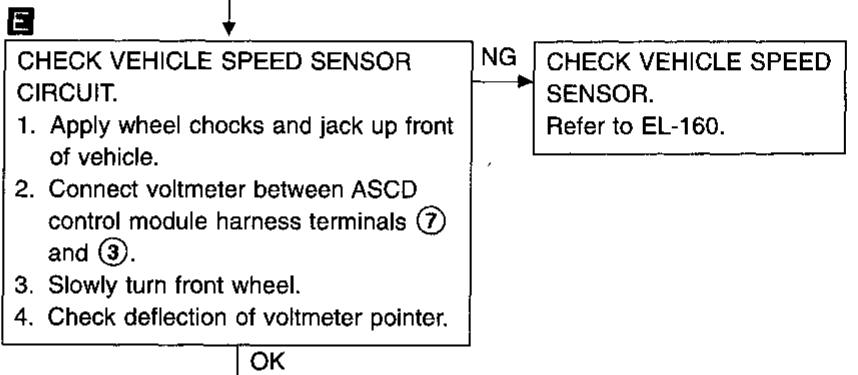 E
CHECK VEHICLE SPEED SENSOR
CIRCUIT.
1. Apply wheel chocks and jack up front
of vehicle.
2. Connect voltmeter between ASCD
control module harness terminals ⑦
and ③.
3. Slowly turn front wheel.
4. Check deflection of voltmeter pointer.
NG
CHECK VEHICLE SPEED
SENSOR.
Refer to EL-160.
OK